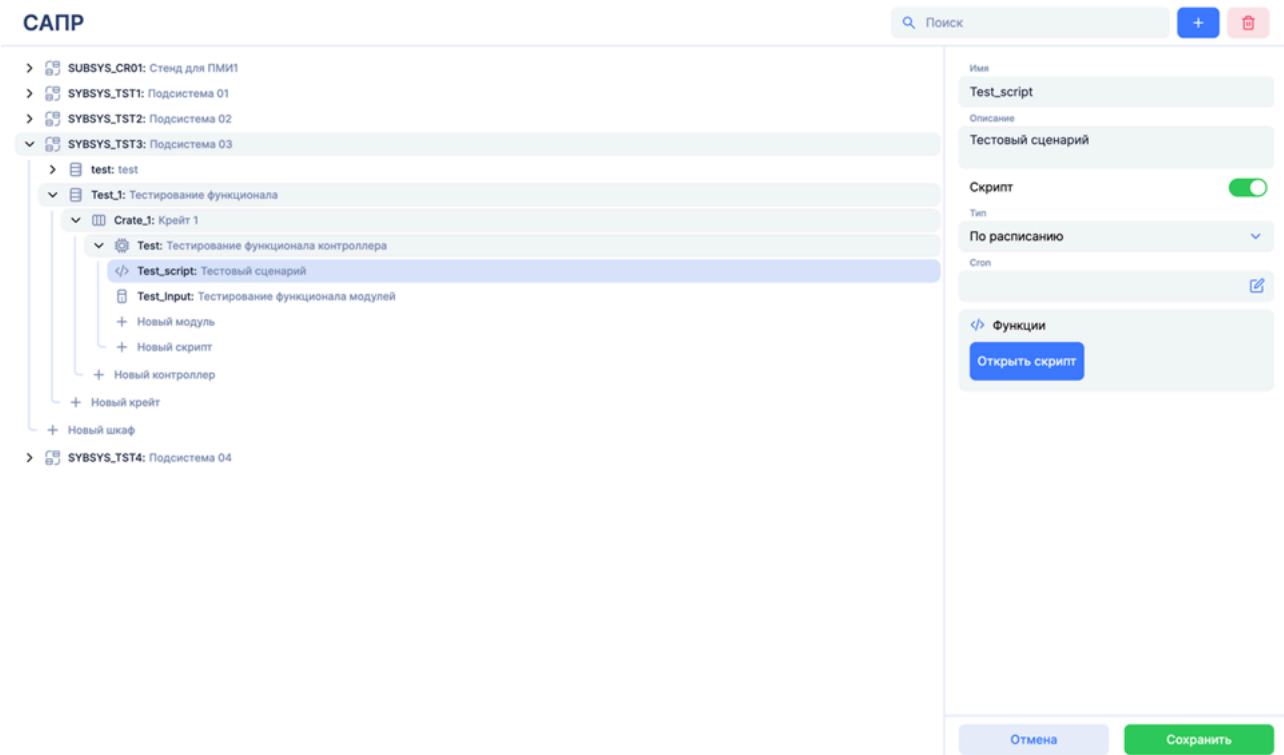 САПР
Поиск
SUBSYS_CR01: Стенд для ПМИ1
SYBSYS_TST1: Подсистема 01
SYBSYS_TST2: Подсистема 02
SYBSYS_TST3: Подсистема 03
test: test
Test_1: Тестирование функционала
Crate_1: Крейт 1
Test: Тестирование функционала контроллера
Test_script: Тестовый сценарий
Test_Input: Тестирование функционала модулей
Новый модуль
Новый скрипт
Новый контроллер
Новый крейт
Новый шкаф
SYBSYS_TST4: Подсистема 04
Имя
Test_script
Описание
Тестовый сценарий
Скрипт
Тип
По расписанию
Cron
Функции
Открыть скрипт
Отмена
Сохранить